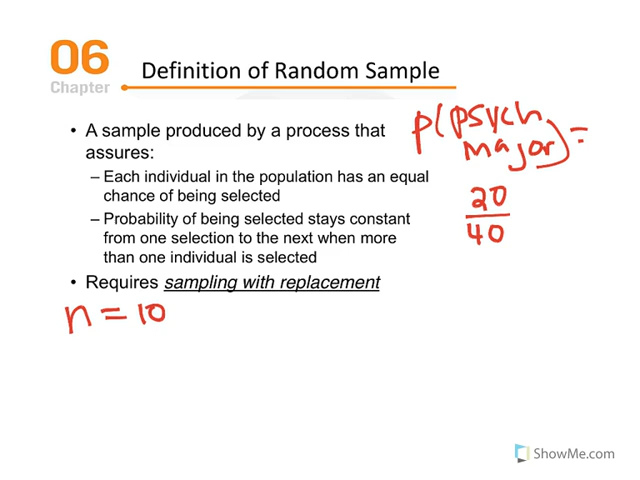 06
Chapter
Definition of Random Sample
• A sample produced by a process that
assures:
– Each individual in the population has an equal
chance of being selected
– Probability of being selected stays constant
from one selection to the next when more
than one individual is selected
• Requires sampling with replacement
n = 10
p(psych
major) =
20
40
ShowMe.com